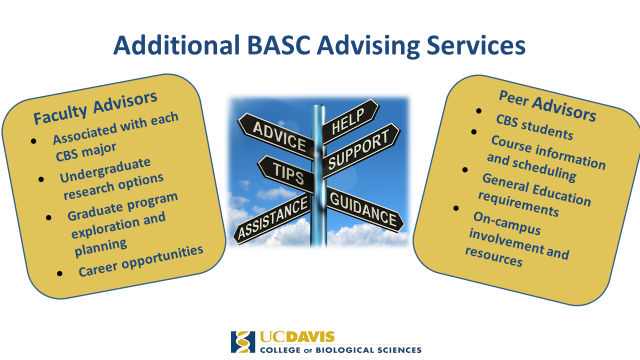 Additional BASC Advising Services
Faculty Advisors
• Associated with each
CBS major
• Undergraduate
research options
• Graduate program
exploration and
planning
• Career opportunities
ADVICE
HELP
SUPPORT
TIPS
ASSISTANCE
GUIDANCE
Peer Advisors
• CBS students
• Course information
and scheduling
• General Education
requirements
• On-campus
involvement and
resources
UCDAVIS
COLLEGE OF BIOLOGICAL SCIENCES